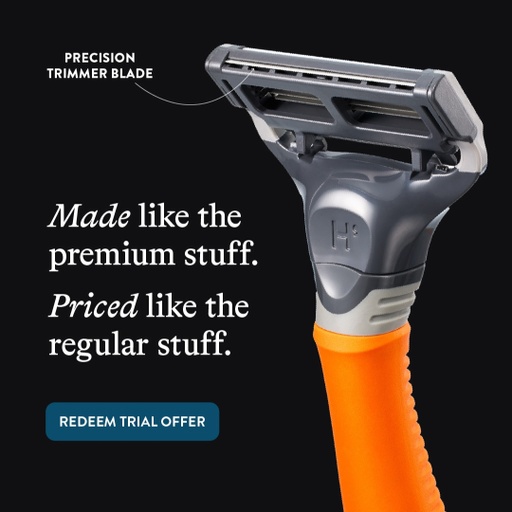 PRECISION
TRIMMER BLADE
H's
Made like the
premium stuff.
Priced like the
regular stuff.
REDEEM TRIAL OFFER